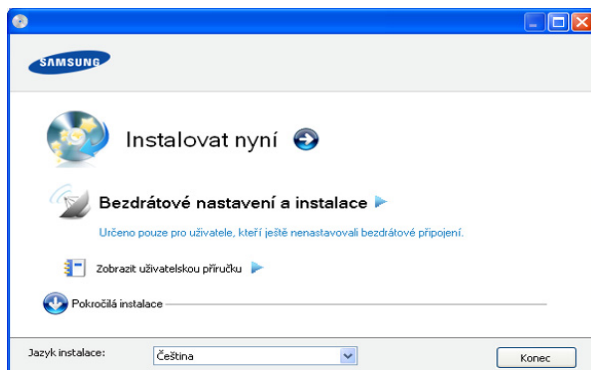 SAMSUNG
Instalovat nyní
Bezdrátové nastavení a instalace
Určeno pouze pro uživatele, kteří ještě nenastavovali bezdrátové připojení.
Zobrazit uživatelskou příručku
Pokročilá instalace
Jazyk instalace: Čeština Konec